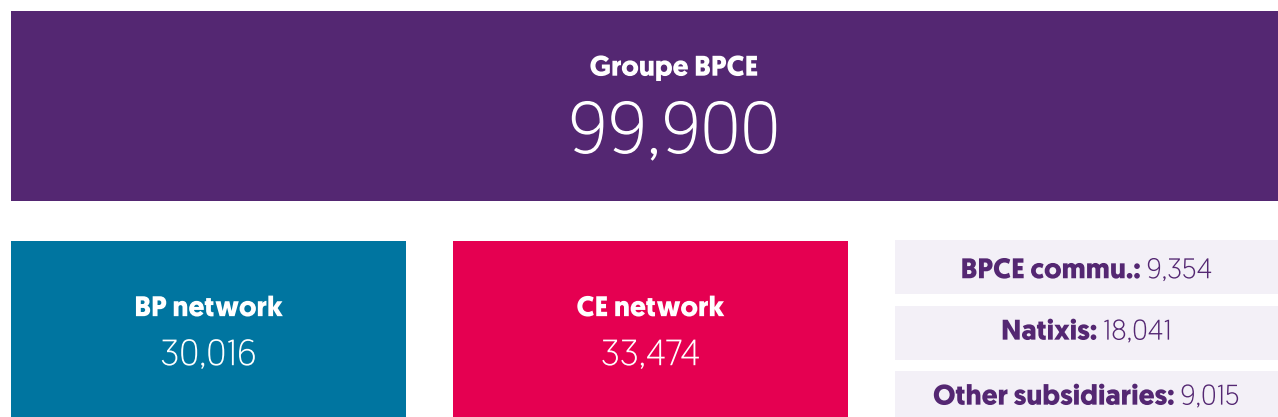 Groupe BPCE
99,900
BP network
30,016
CE network
33,474
BPCE commu.: 9,354
Natixis: 18,041
Other subsidiaries: 9,015